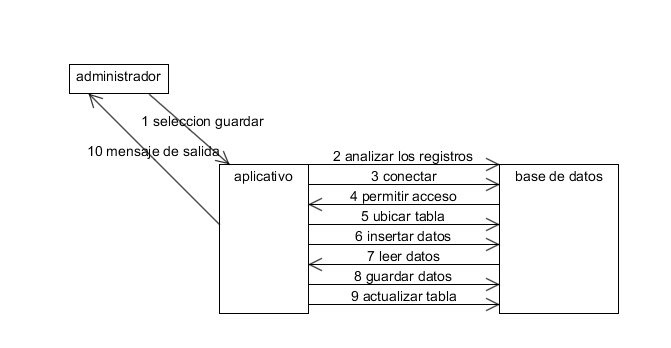 administrador
1 seleccion guardar
10 mensaje de salida
aplicativo
2 analizar los registros
base de datos
3 conectar
4 permitir acceso
5 ubicar tabla
6 insertar datos
7 leer datos
8 guardar datos
9 actualizar tabla